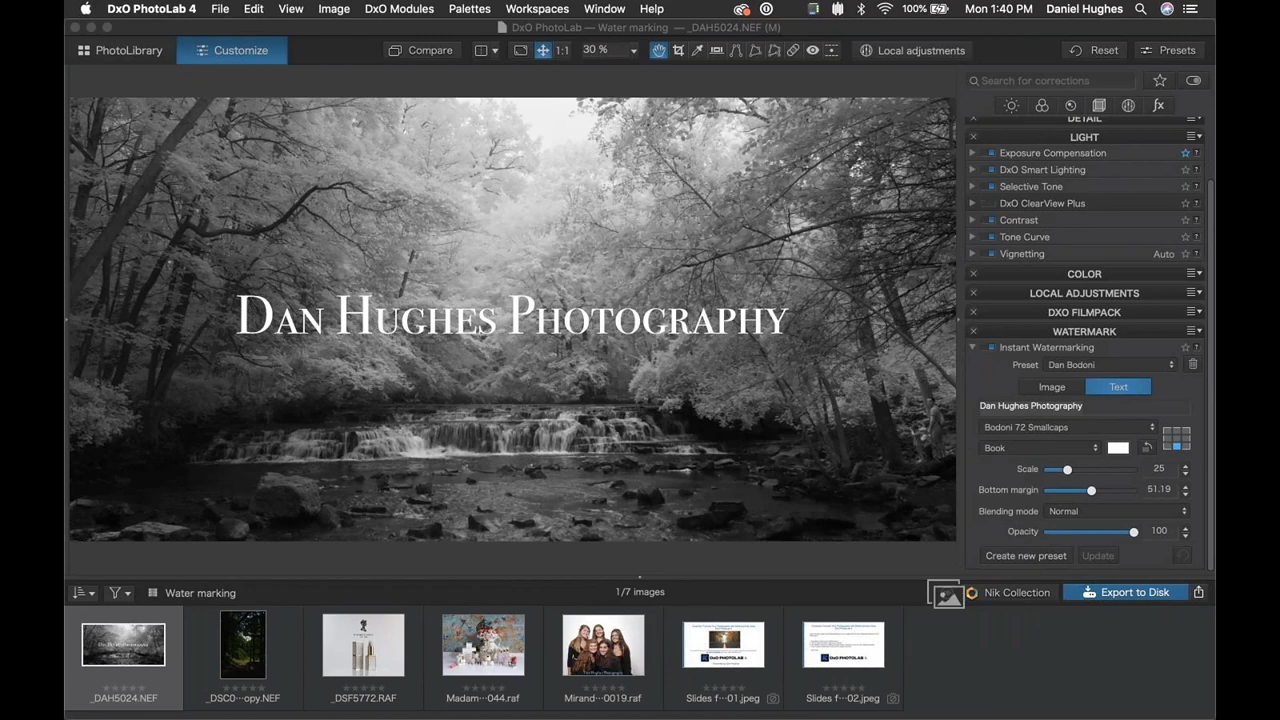 DxO PhotoLab 4 File Edit View Image DxO Modules Palettes Workspaces Window Help 100% Mon 1:40 PM Daniel Hughes
DxO PhotoLab — Water marking — _DAH5024.NEF (M)
PhotoLibrary Customize Compare 1:1 30 % Local adjustments Reset Presets
Search for corrections
fx
DETAIL
LIGHT
Exposure Compensation
DxO Smart Lighting
Selective Tone
DxO ClearView Plus
Contrast
Tone Curve
Vignetting Auto
COLOR
LOCAL ADJUSTMENTS
DXO FILMPACK
WATERMARK
Instant Watermarking
Preset Dan Bodoni
Image Text
Dan Hughes Photography
Bodoni 72 Smallcaps
Book
Scale 25
Bottom margin 51.19
Blending mode Normal
Opacity 100
Create new preset Update
Dan Hughes Photography
Water marking 1/7 images Nik Collection Export to Disk
_DAH5024.NEF _DSC0···opy.NEF _DSF5772.RAF Madam···044.raf Mirand···0019.raf Slides f···01.jpeg Slides f···02.jpeg
DXO PHOTOLAB DXO PHOTOLAB